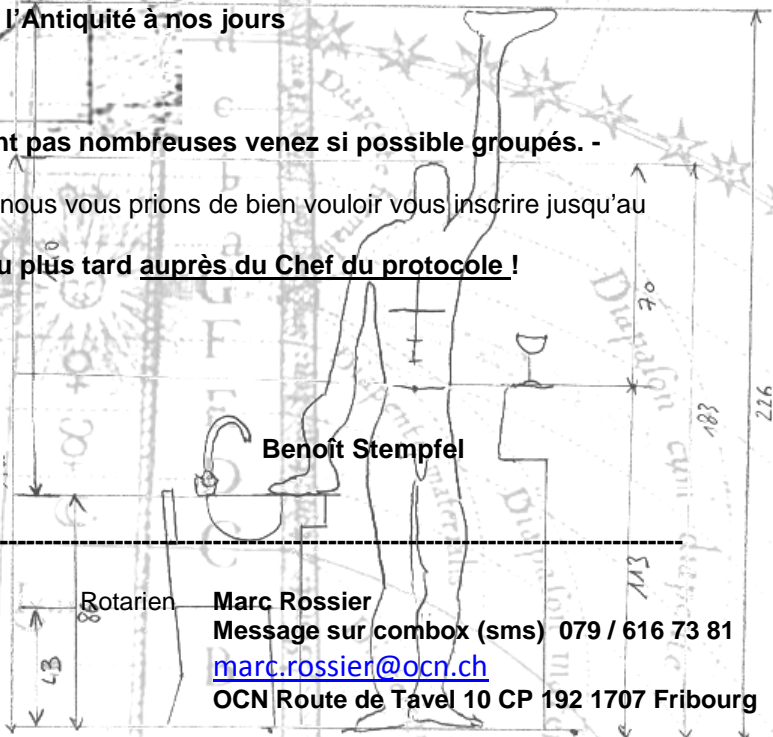 l'Antiquité à nos jours
nt pas nombreuses venez si possible groupés. -
nous vous prions de bien vouloir vous inscrire jusqu'au
u plus tard auprès du Chef du protocole !
Diapason cum
70
183
226
Benoît Stempfel
113
Rotarien Marc Rossier
Message sur combox (sms) 079 / 616 73 81
marc.rossier@ocn.ch
OCN Route de Tavel 10 CP 192 1707 Fribourg
86
43